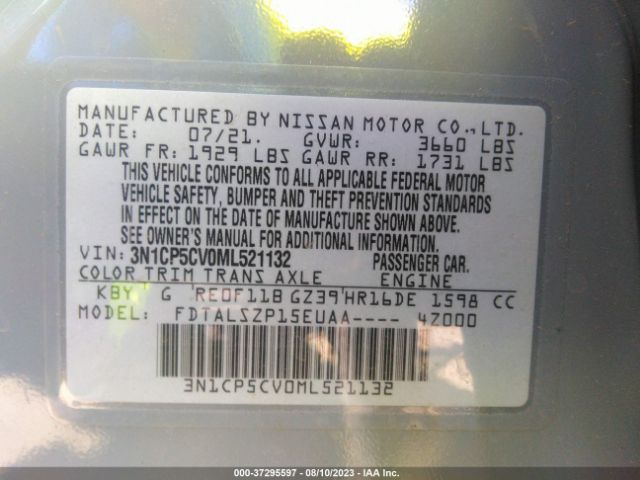 MANUFACTURED BY NISSAN MOTOR CO., LTD.
DATE: 07/21. GVWR: 3660 LBS
GAWR FR: 1929 LBS GAWR RR: 1731 LBS
THIS VEHICLE CONFORMS TO ALL APPLICABLE FEDERAL MOTOR
VEHICLE SAFETY, BUMPER AND THEFT PREVENTION STANDARDS
IN EFFECT ON THE DATE OF MANUFACTURE SHOWN ABOVE.
SEE OWNER'S MANUAL FOR ADDITIONAL INFORMATION.
VIN: 3N1CP5CV0ML521132 PASSENGER CAR.
COLOR TRIM TRANS AXLE ENGINE
KBY G RE0F11B GZ39 HR16DE 1598 CC
MODEL: FDTALSZP15EUAA---- 4Z000
3N1CP5CV0ML521132
000-37295597 - 08/10/2023 - IAA Inc.